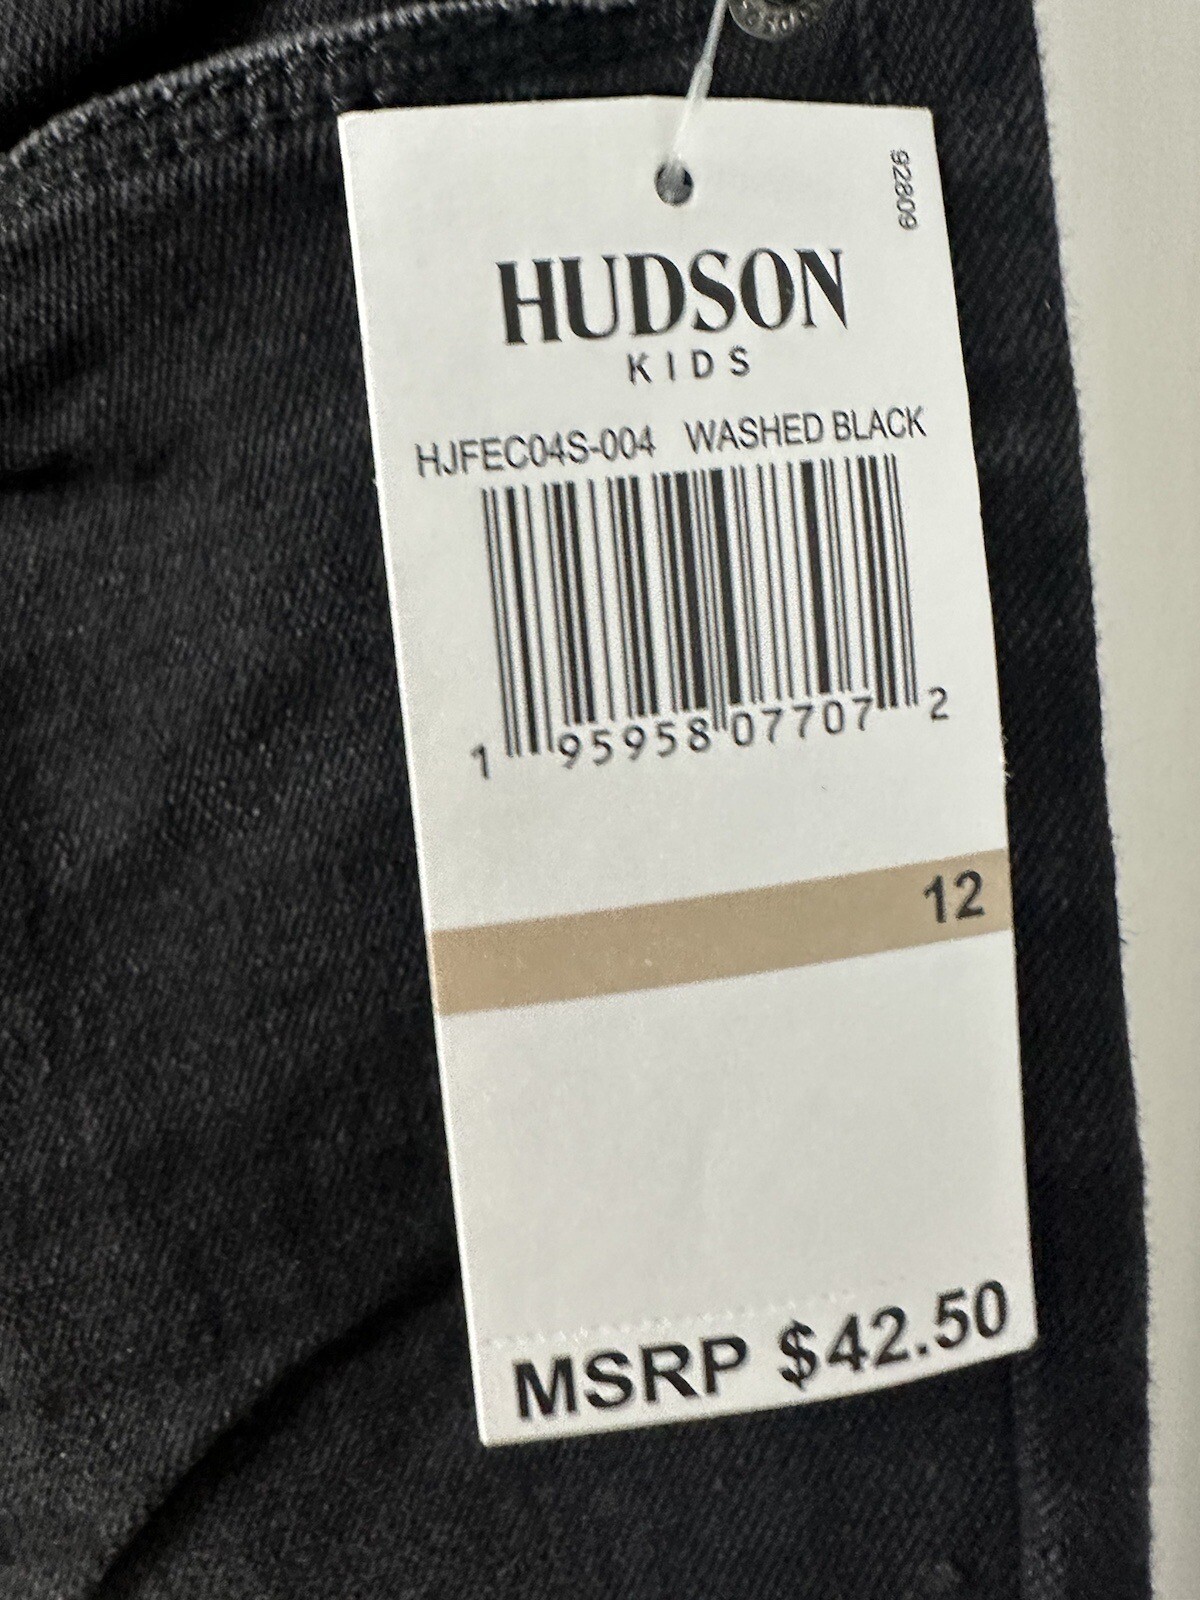 92809
HUDSON
KIDS
HJFEC04S-004 WASHED BLACK
1 95958 07707 2
12
MSRP $42.50